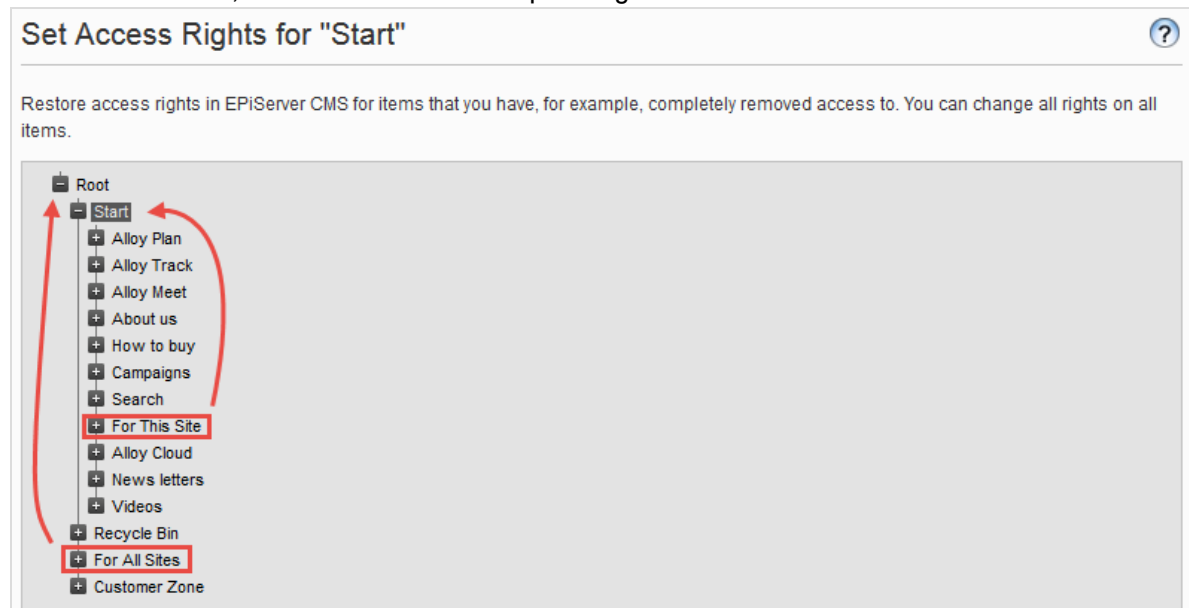 Set Access Rights for "Start"
?
Restore access rights in EPiServer CMS for items that you have, for example, completely removed access to. You can change all rights on all
items.
Root
Start
Alloy Plan
Alloy Track
Alloy Meet
About us
How to buy
Campaigns
Search
For This Site
Alloy Cloud
News letters
Videos
Recycle Bin
For All Sites
Customer Zone